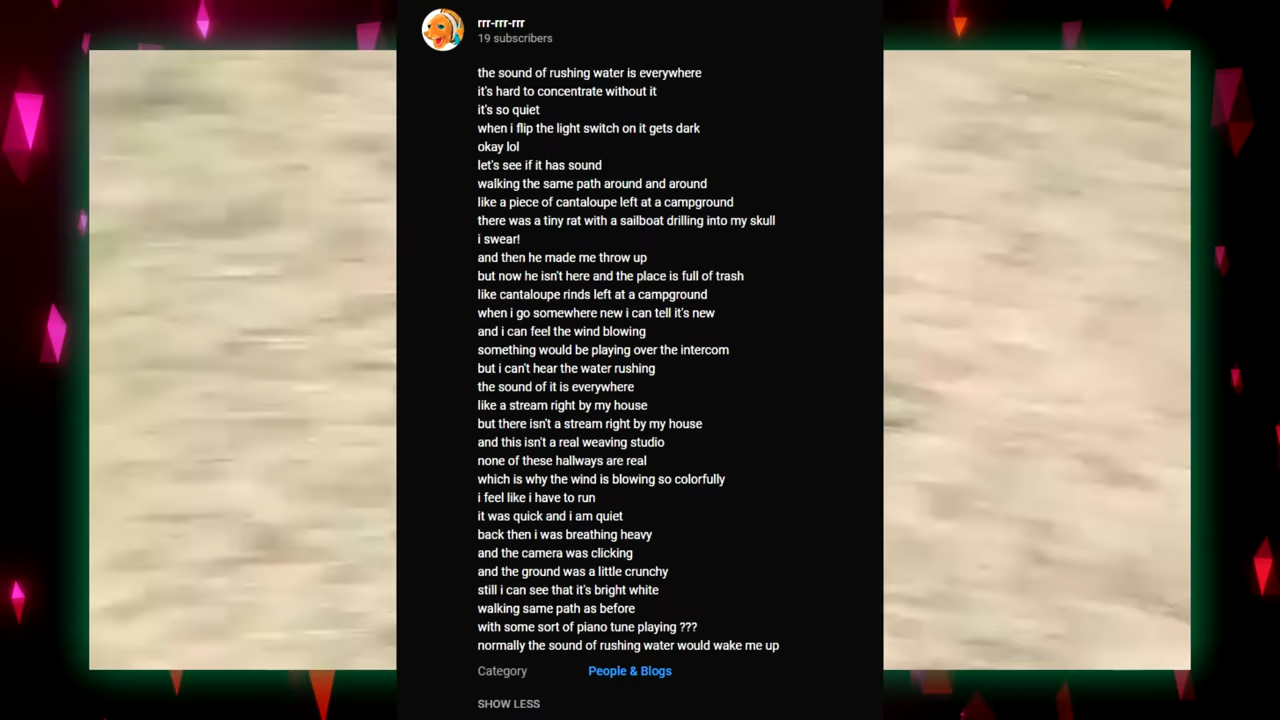 rrr-rrr-rrr
19 subscribers
the sound of rushing water is everywhere
it's hard to concentrate without it
it's so quiet
when i flip the light switch on it gets dark
okay lol
let's see if it has sound
walking the same path around and around
like a piece of cantaloupe left at a campground
there was a tiny rat with a sailboat drilling into my skull
i swear!
and then he made me throw up
but now he isn't here and the place is full of trash
like cantaloupe rinds left at a campground
when i go somewhere new i can tell it's new
and i can feel the wind blowing
something would be playing over the intercom
but i can't hear the water rushing
the sound of it is everywhere
like a stream right by my house
but there isn't a stream right by my house
and this isn't a real weaving studio
none of these hallways are real
which is why the wind is blowing so colorfully
i feel like i have to run
it was quick and i am quiet
back then i was breathing heavy
and the camera was clicking
and the ground was a little crunchy
still i can see that it's bright white
walking same path as before
with some sort of piano tune playing ???
normally the sound of rushing water would wake me up
Category People & Blogs
SHOW LESS